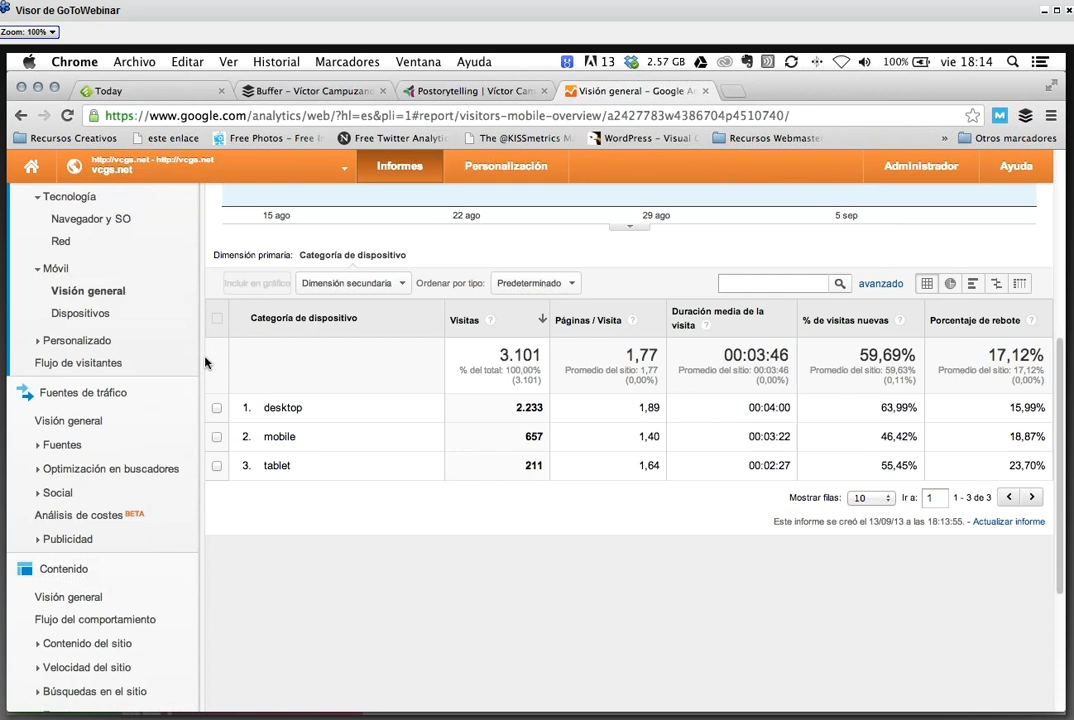 Visor de GoToWebinar
Zoom: 100%
Chrome Archivo Editar Ver Historial Marcadores Ventana Ayuda 13 2.57 GB 100% vie 18:14
Today
Buffer – Víctor Campuzano
Postorytelling | Víctor Cam
Visión general – Google A
https://www.google.com/analytics/web/?hl=es&pli=1#report/visitors-mobile-overview/a2427783w4386704p4510740/
Recursos Creativos este enlace Free Photos – Free I Free Twitter Analytic The @KISSmetrics M WordPress – Visual Recursos Webmaster » Otros marcadores
http://vcgs.net - http://vcgs.net
vcgs.net
Informes Personalización Administrador Ayuda
Tecnología
Navegador y SO
Red
Móvil
Visión general
Dispositivos
Personalizado
Flujo de visitantes
Fuentes de tráfico
Visión general
Fuentes
Optimización en buscadores
Social
Análisis de costes BETA
Publicidad
Contenido
Visión general
Flujo del comportamiento
Contenido del sitio
Velocidad del sitio
Búsquedas en el sitio
15 ago 22 ago 29 ago 5 sep
Dimensión primaria: Categoría de dispositivo
Incluir en gráfico Dimensión secundaria Ordenar por tipo: Predeterminado avanzado
Categoría de dispositivo Visitas Páginas / Visita Duración media de la visita % de visitas nuevas Porcentaje de rebote
3.101 1,77 00:03:46 59,69% 17,12%
% del total: 100,00% Promedio del sitio: 1,77 Promedio del sitio: 00:03:46 Promedio del sitio: 59,63% Promedio del sitio: 17,12%
(3.101) (0,00%) (0,00%) (0,11%) (0,00%)
1. desktop 2.233 1,89 00:04:00 63,99% 15,99%
2. mobile 657 1,40 00:03:22 46,42% 18,87%
3. tablet 211 1,64 00:02:27 55,45% 23,70%
Mostrar filas: 10 Ir a: 1 1 - 3 de 3
Este informe se creó el 13/09/13 a las 18:13:55. - Actualizar informe